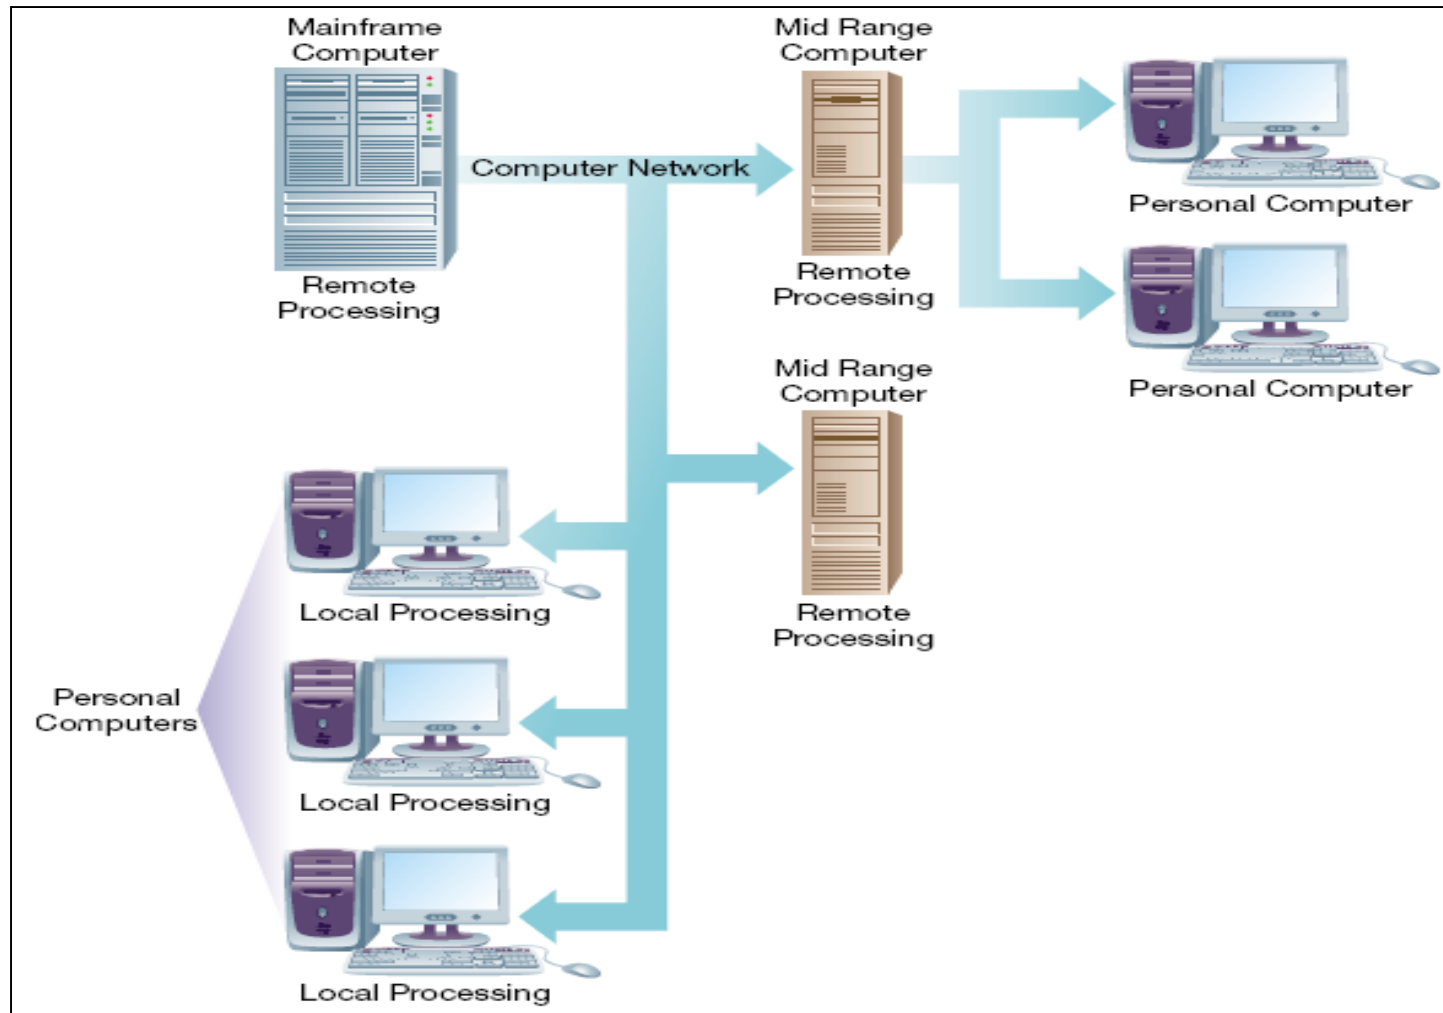 Mainframe
Computer
Mid Range
Computer
Computer Network
Personal Computer
Remote
Processing
Remote
Processing
Personal Computer
Mid Range
Computer
Local Processing
Remote
Processing
Personal
Computers
Local Processing
Local Processing